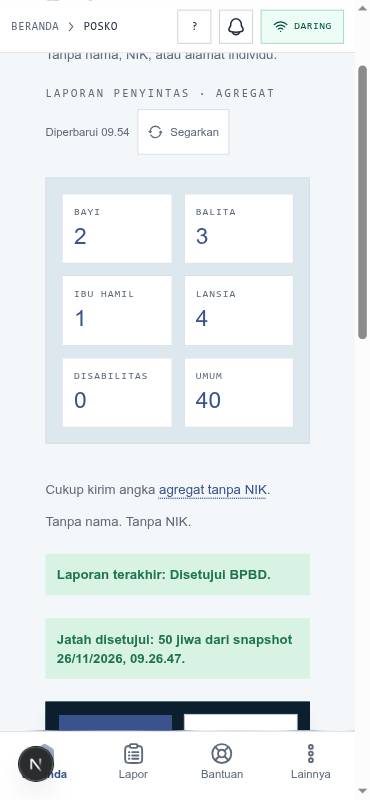 BERANDA > POSKO
?
DARING
Tanpa nama, NIK, atau alamat individu.
LAPORAN PENYINTAS · AGREGAT
Diperbarui 09.54
Segarkan
BAYI
2
BALITA
3
IBU HAMIL
1
LANSIA
4
DISABILITAS
0
UMUM
40
Cukup kirim angka agregat tanpa NIK.
Tanpa nama. Tanpa NIK.
Laporan terakhir: Disetujui BPBD.
Jatah disetujui: 50 jiwa dari snapshot
26/11/2026, 09.26.47.
N
Lapor
Bantuan
Lainnya